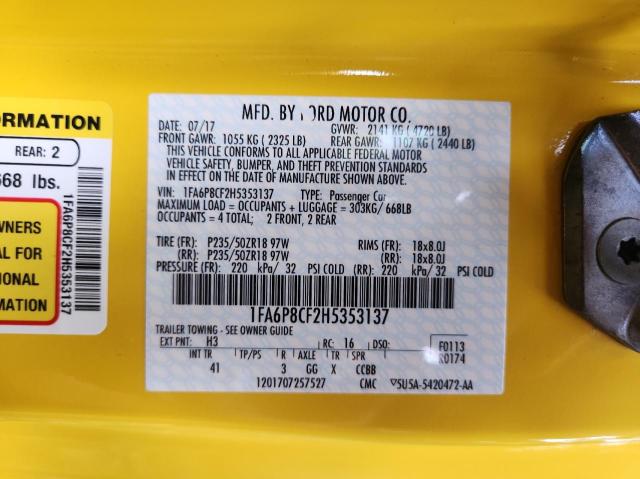 ORMATION
REAR: 2
668 lbs.
WNERS
AL FOR
IONAL
MATION
1FA6P8CF2H5353137
MFD. BY FORD MOTOR CO.
DATE: 07/17 GVWR: 2141 KG ( 4720 LB)
FRONT GAWR: 1055 KG ( 2325 LB) REAR GAWR: 1107 KG ( 2440 LB)
THIS VEHICLE CONFORMS TO ALL APPLICABLE FEDERAL MOTOR
VEHICLE SAFETY, BUMPER, AND THEFT PREVENTION STANDARDS
IN EFFECT ON THE DATE OF MANUFACTURE SHOWN ABOVE.
VIN: 1FA6P8CF2H5353137 TYPE: Passenger Car
MAXIMUM LOAD = OCCUPANTS + LUGGAGE = 303KG/ 668LB
OCCUPANTS = 4 TOTAL; 2 FRONT, 2 REAR
TIRE (FR): P235/50ZR18 97W RIMS (FR): 18x8.0J
(RR): P235/50ZR18 97W (RR): 18x8.0J
PRESSURE (FR): 220 kPa/ 32 PSI COLD (RR): 220 kPa/ 32 PSI COLD
1FA6P8CF2H5353137
TRAILER TOWING - SEE OWNER GUIDE
F0113
EXT PNT: H3 RC: 16 DSO: R0174
INT TR TP/PS R AXLE TR SPR
41 3 GG X CCBB
1201707257527 CMC 5U5A-5420472-AA